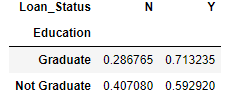 Loan_Status N Y
Education
Graduate 0.286765 0.713235
Not Graduate 0.407080 0.592920